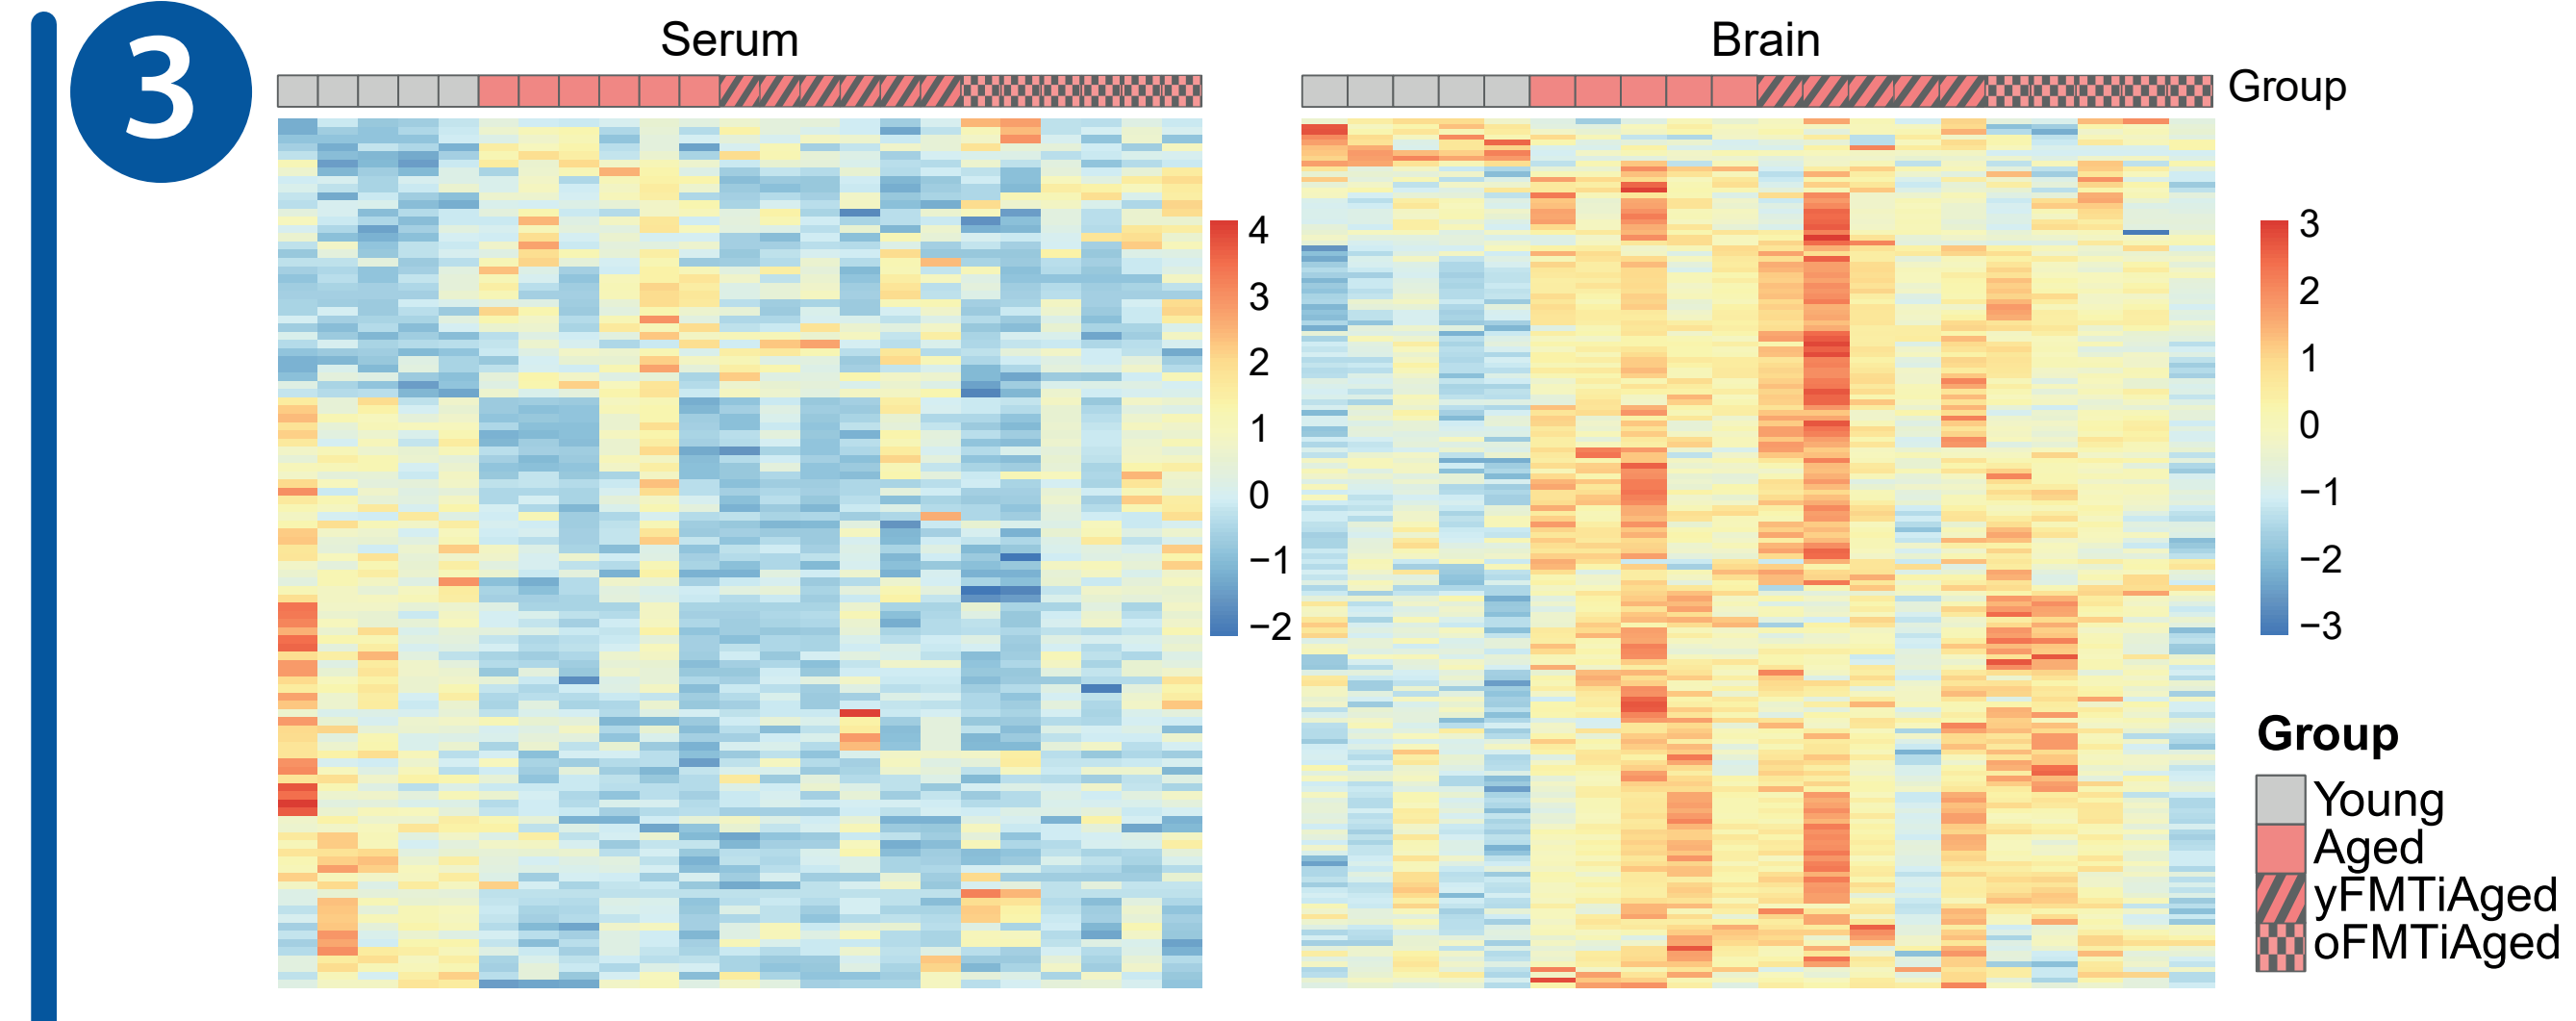 3
Serum
Brain
Group
4
3
2
1
0
−1
−2
3
2
1
0
−1
−2
−3
Group
Young
Aged
yFMTiAged
oFMTiAged